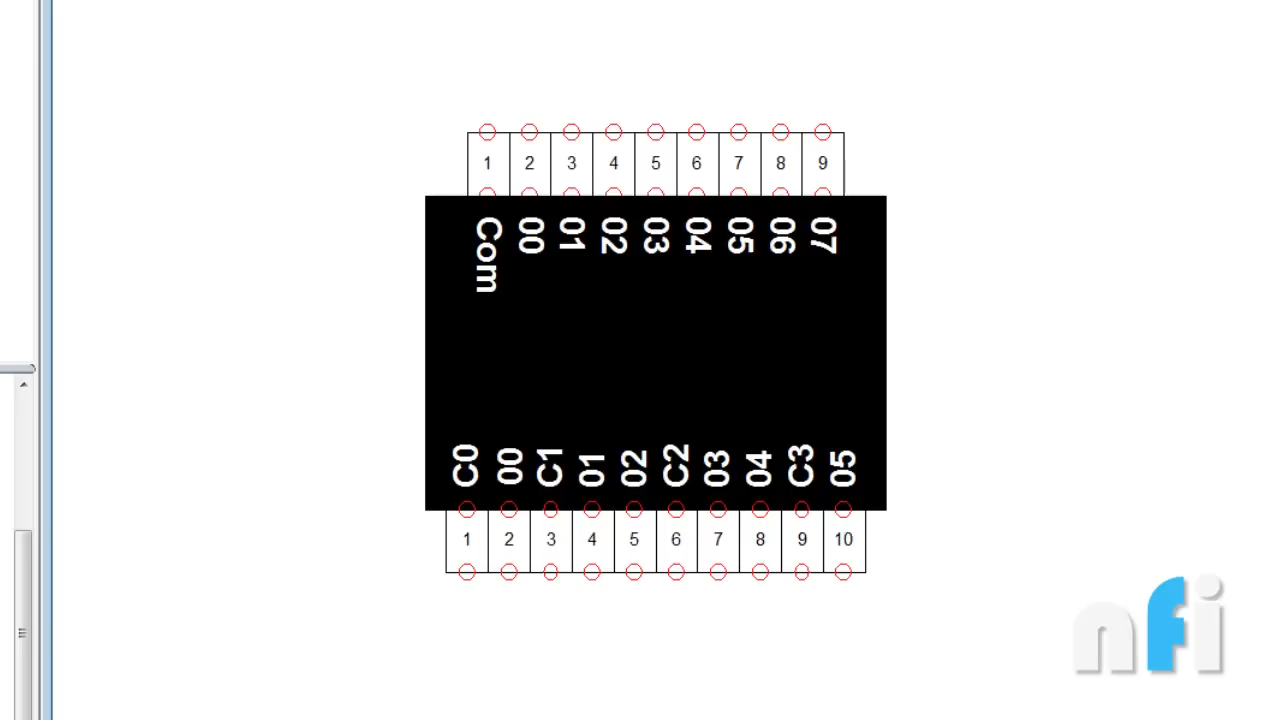 1 2 3 4 5 6 7 8 9
Com 00 01 02 03 04 05 06 07
C0 00 C1 01 02 C2 03 04 C3 05
1 2 3 4 5 6 7 8 9 10
nfi